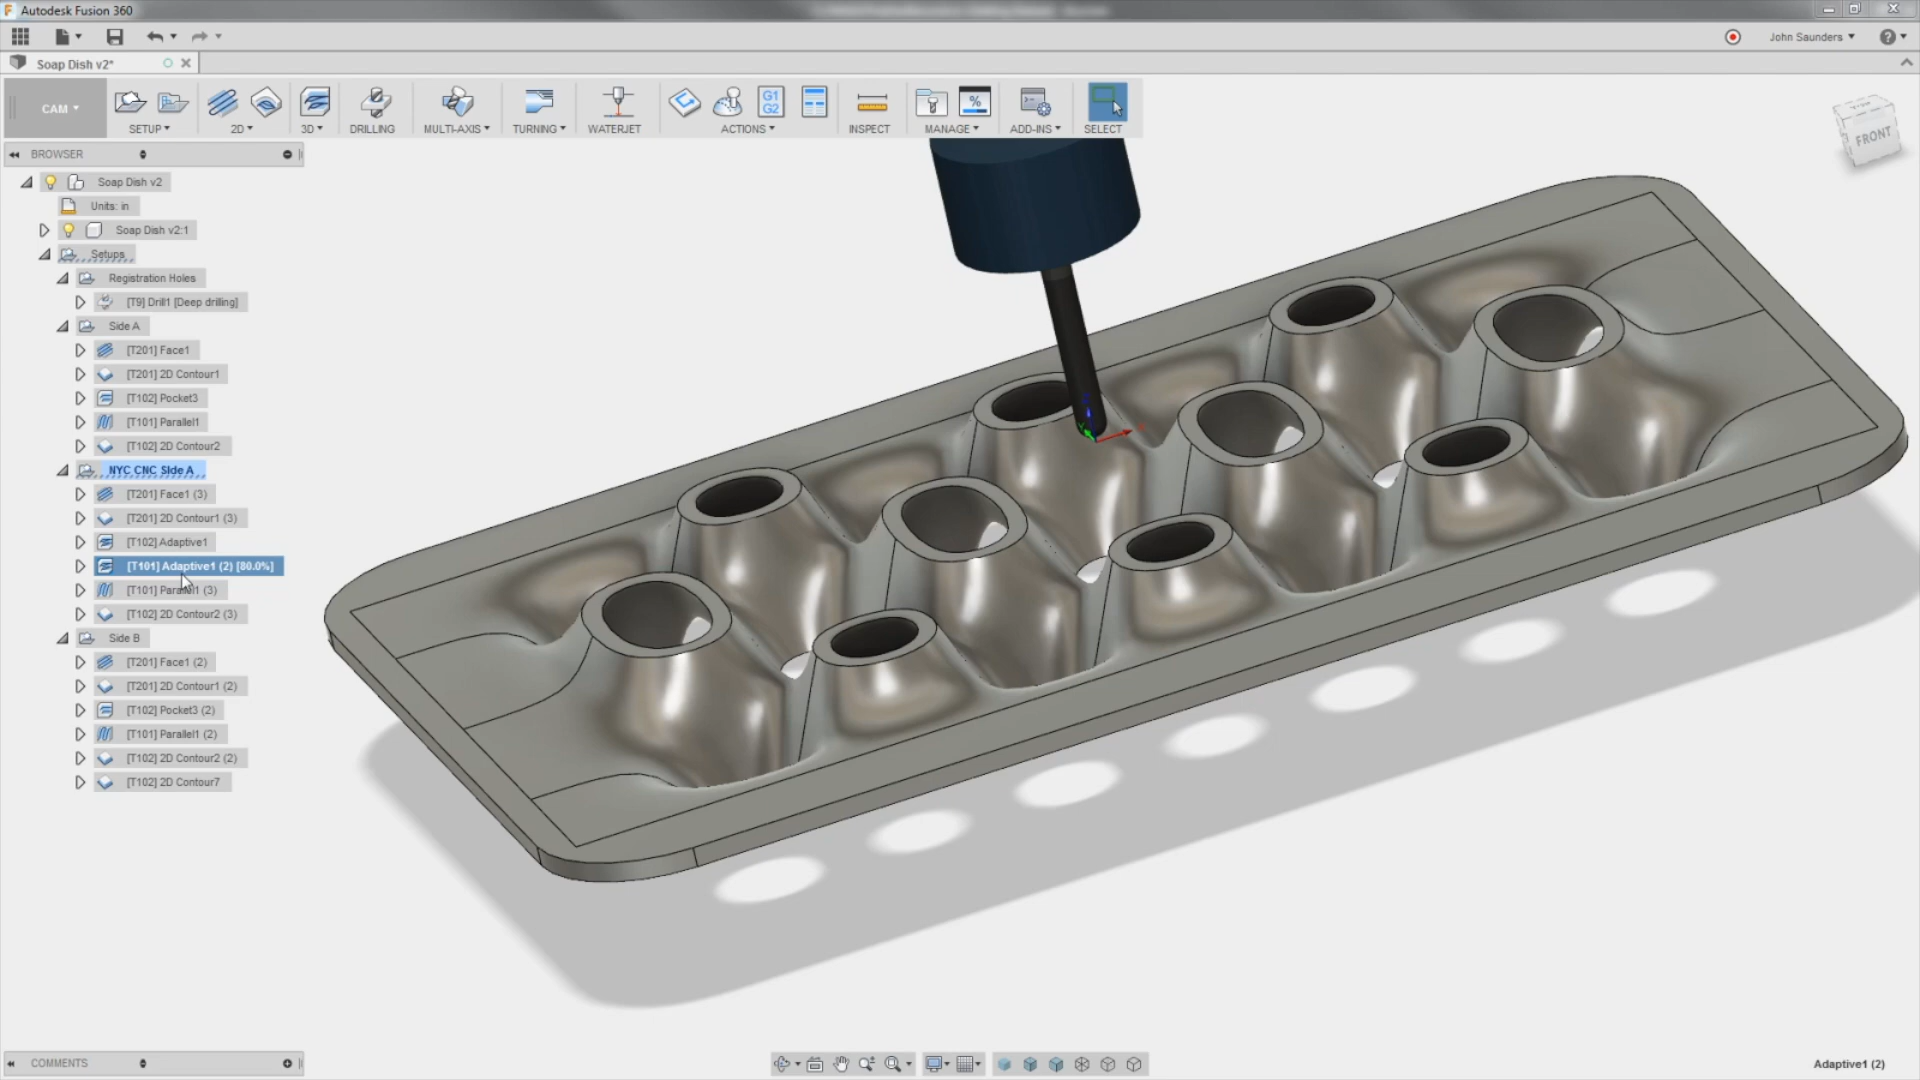 Autodesk Fusion 360
John Saunders
Soap Dish v2*
CAM
SETUP
2D
3D
DRILLING
MULTI-AXIS
TURNING
WATERJET
G1
G2
ACTIONS
INSPECT
%
MANAGE
ADD-INS
SELECT
FRONT
BROWSER
Soap Dish v2
Units: in
Soap Dish v2:1
Setups
Registration Holes
[T9] Drill1 [Deep drilling]
Side A
[T201] Face1
[T201] 2D Contour1
[T102] Pocket3
[T101] Parallel1
[T102] 2D Contour2
NYC CNC SIde A
[T201] Face1 (3)
[T201] 2D Contour1 (3)
[T102] Adaptive1
[T101] Adaptive1 (2) [80.0%]
[T101] Parallel1 (3)
[T102] 2D Contour2 (3)
Side B
[T201] Face1 (2)
[T201] 2D Contour1 (2)
[T102] Pocket3 (2)
[T101] Parallel1 (2)
[T102] 2D Contour2 (2)
[T102] 2D Contour7
COMMENTS
Adaptive1 (2)